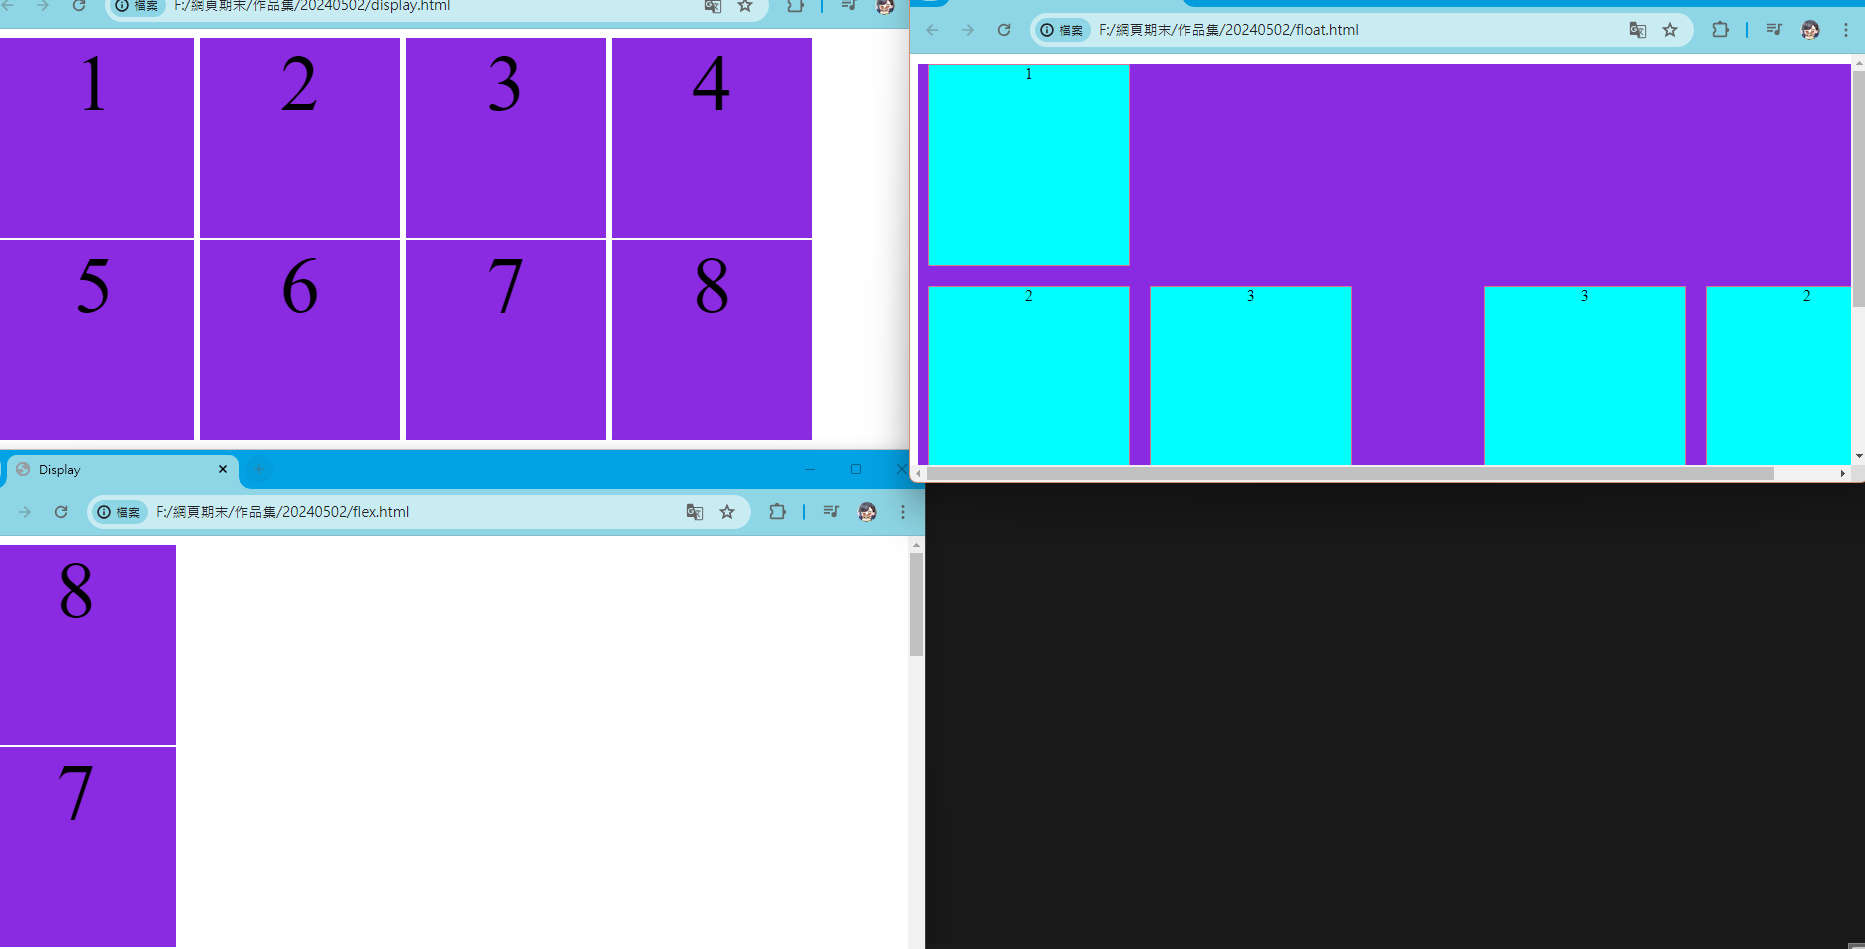 檔案 F:/網頁期末/作品集/20240502/display.html
1 2 3 4
5 6 7 8
檔案 F:/網頁期末/作品集/20240502/float.html
1
2 3 3 2
Display
檔案 F:/網頁期末/作品集/20240502/flex.html
8
7